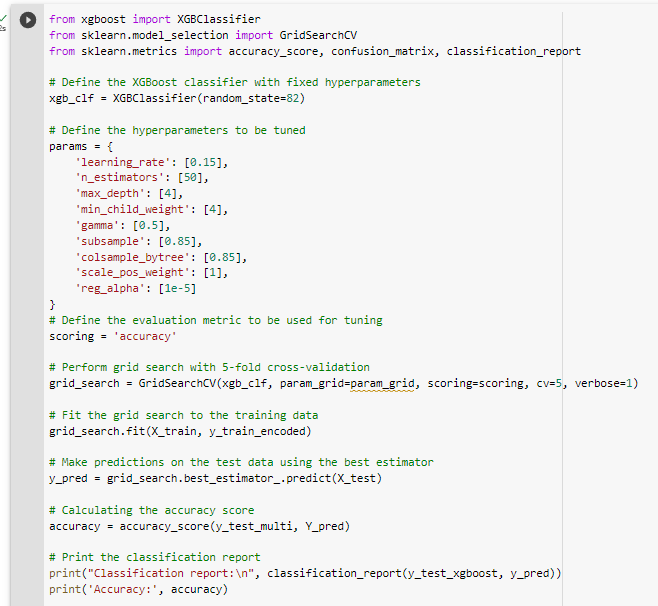 from xgboost import XGBClassifier
from sklearn.model_selection import GridSearchCV
from sklearn.metrics import accuracy_score, confusion_matrix, classification_report

# Define the XGBoost classifier with fixed hyperparameters
xgb_clf = XGBClassifier(random_state=82)

# Define the hyperparameters to be tuned
params = {
    'learning_rate': [0.15],
    'n_estimators': [50],
    'max_depth': [4],
    'min_child_weight': [4],
    'gamma': [0.5],
    'subsample': [0.85],
    'colsample_bytree': [0.85],
    'scale_pos_weight': [1],
    'reg_alpha': [1e-5]
}
# Define the evaluation metric to be used for tuning
scoring = 'accuracy'

# Perform grid search with 5-fold cross-validation
grid_search = GridSearchCV(xgb_clf, param_grid=param_grid, scoring=scoring, cv=5, verbose=1)

# Fit the grid search to the training data
grid_search.fit(X_train, y_train_encoded)

# Make predictions on the test data using the best estimator
y_pred = grid_search.best_estimator_.predict(X_test)

# Calculating the accuracy score
accuracy = accuracy_score(y_test_multi, Y_pred)

# Print the classification report
print("Classification report:\n", classification_report(y_test_xgboost, y_pred))
print('Accuracy:', accuracy)